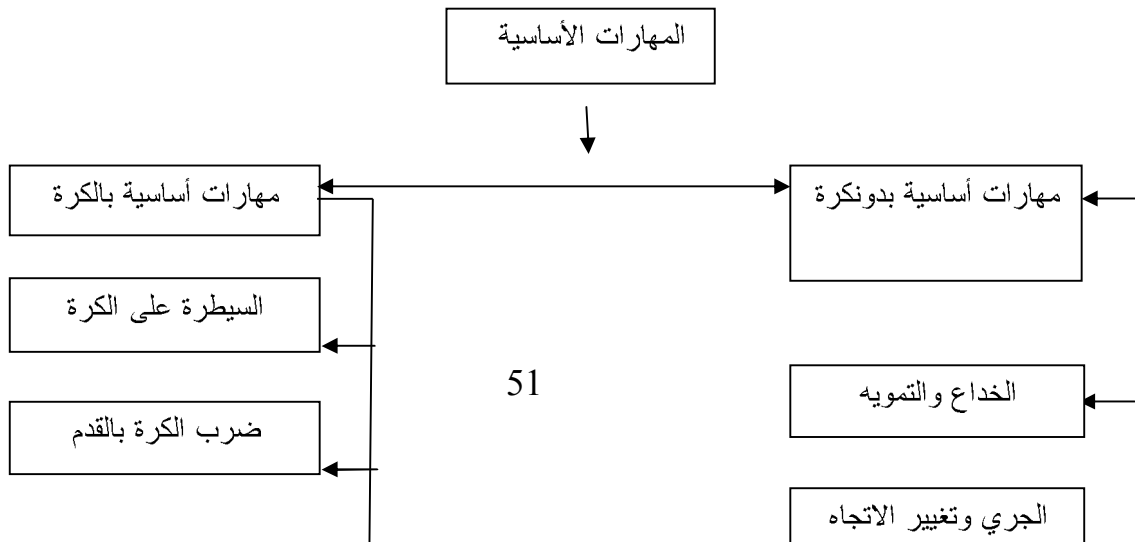 المهارات الأساسية
مهارات أساسية بدونكرة
مهارات أساسية بالكرة
السيطرة على الكرة
الخداع والتمويه
51
ضرب الكرة بالقدم
الجري وتغيير الاتجاه